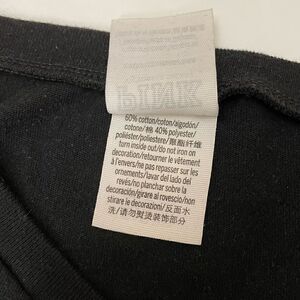 PINK
60% cotton/coton/algodón/
cotone/棉 40% polyester/
poliéster/poliestere/聚酯纤维
turn inside out/do not iron on
decoration/retourner le vêtement
à l'envers/ne pas repasser sur les
ornements/lavar del lado del
revés/no planchar sobre la
decoración/girare al rovescio/non
stirare le decorazioni/反面水
洗/请勿熨烫装饰部分